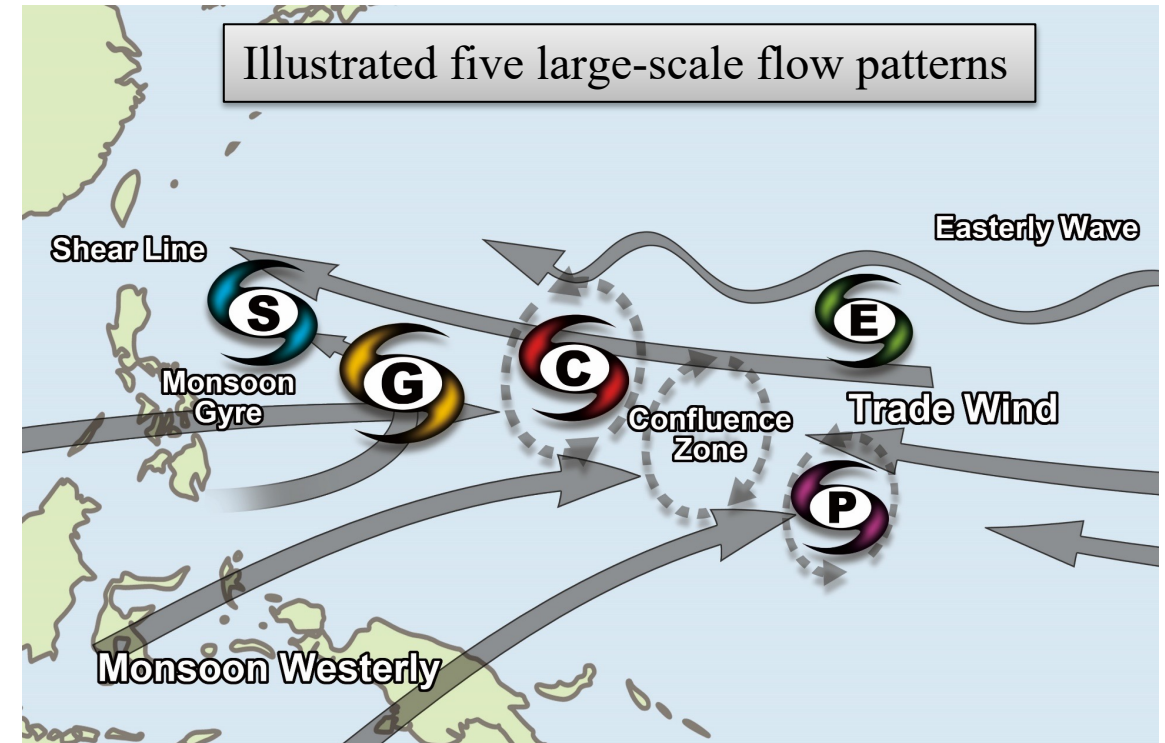 Illustrated five large-scale flow patterns
Easterly Wave
Shear Line
S
E
G
C
Monsoon
Gyre
Trade Wind
Confluence
Zone
P
Monsoon Westerly